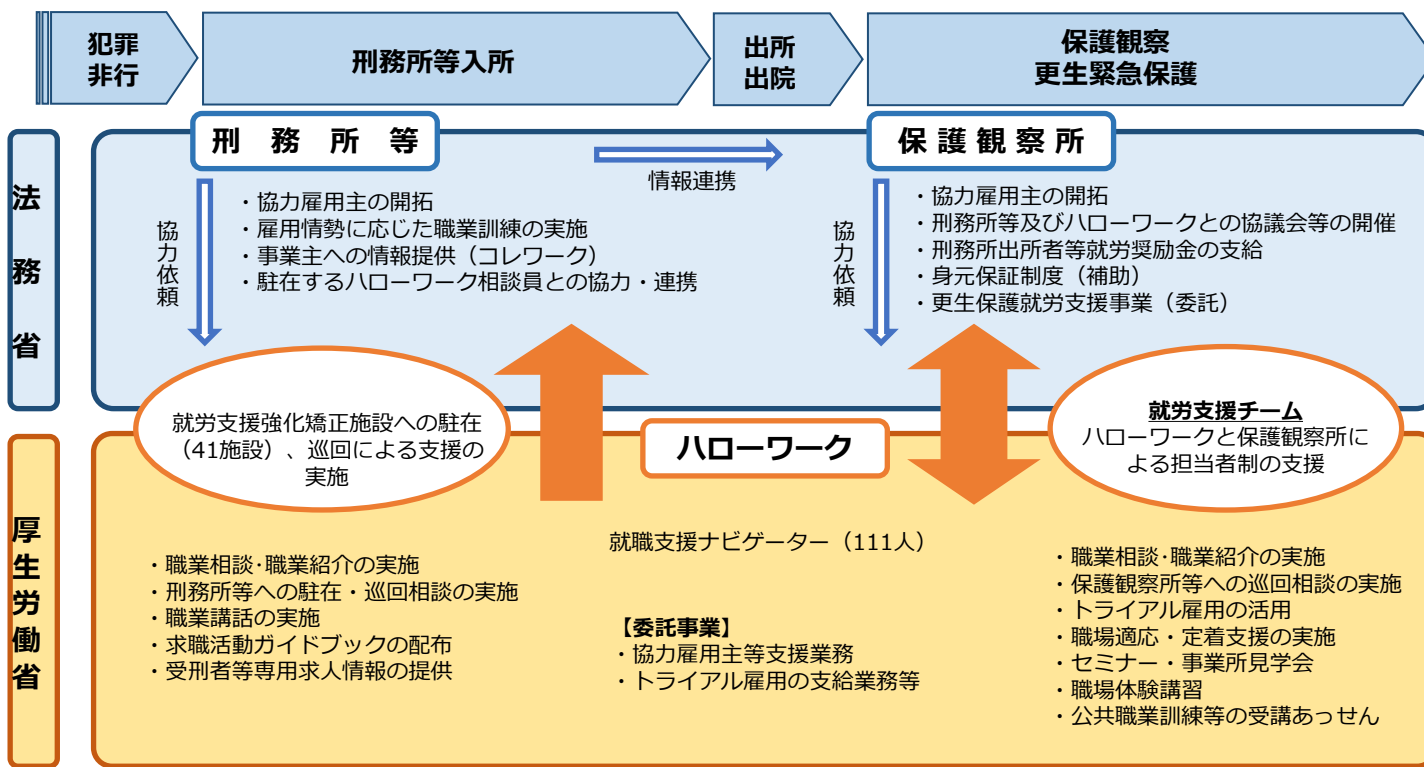 犯罪
非行
刑務所等入所
出所
出院
保護観察
更生緊急保護
法務省
刑務所等
情報連携
保護観察所
協力依頼
・協力雇用主の開拓
・雇用情勢に応じた職業訓練の実施
・事業主への情報提供（コレワーク）
・駐在するハローワーク相談員との協力・連携
協力依頼
・協力雇用主の開拓
・刑務所等及びハローワークとの協議会等の開催
・刑務所出所者等就労奨励金の支給
・身元保証制度（補助）
・更生保護就労支援事業（委託）
就労支援強化矯正施設への駐在
（41施設）、巡回による支援の
実施
ハローワーク
就労支援チーム
ハローワークと保護観察所に
よる担当者制の支援
厚生労働省
・職業相談･職業紹介の実施
・刑務所等への駐在・巡回相談の実施
・職業講話の実施
・求職活動ガイドブックの配布
・受刑者等専用求人情報の提供
就職支援ナビゲーター（111人）
【委託事業】
・協力雇用主等支援業務
・トライアル雇用の支給業務等
・職業相談･職業紹介の実施
・保護観察所等への巡回相談の実施
・トライアル雇用の活用
・職場適応・定着支援の実施
・セミナー・事業所見学会
・職場体験講習
・公共職業訓練等の受講あっせん